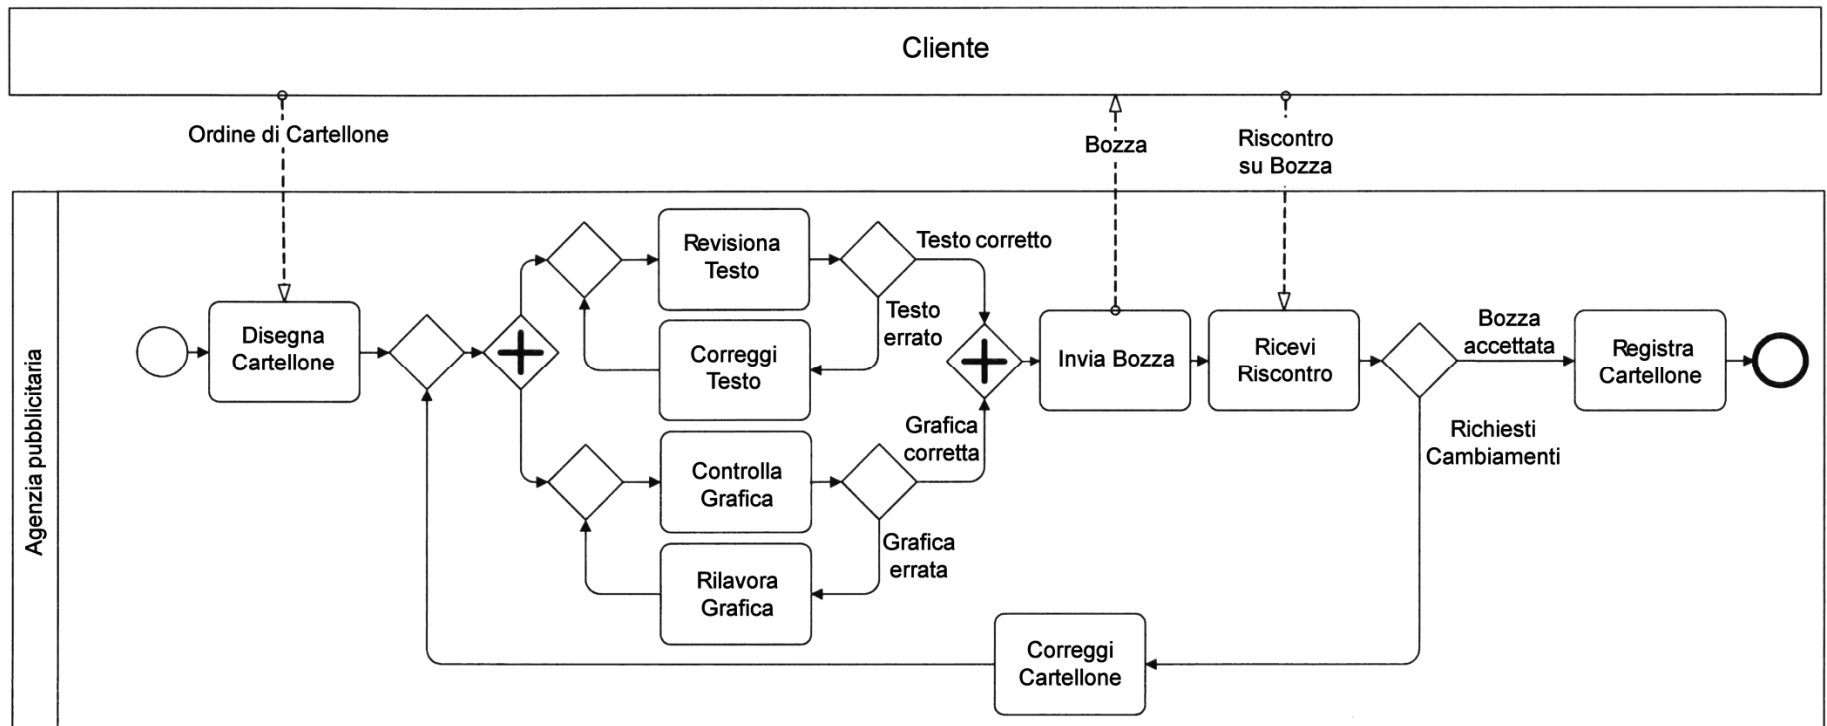 Cliente
Ordine di Cartellone
Bozza
Riscontro
su Bozza
Agenzia pubblicitaria
Disegna
Cartellone
Revisiona
Testo
Testo corretto
Testo
errato
Correggi
Testo
Controlla
Grafica
Grafica
corretta
Grafica
errata
Rilavora
Grafica
Invia Bozza
Ricevi
Riscontro
Bozza
accettata
Registra
Cartellone
Richiesti
Cambiamenti
Correggi
Cartellone